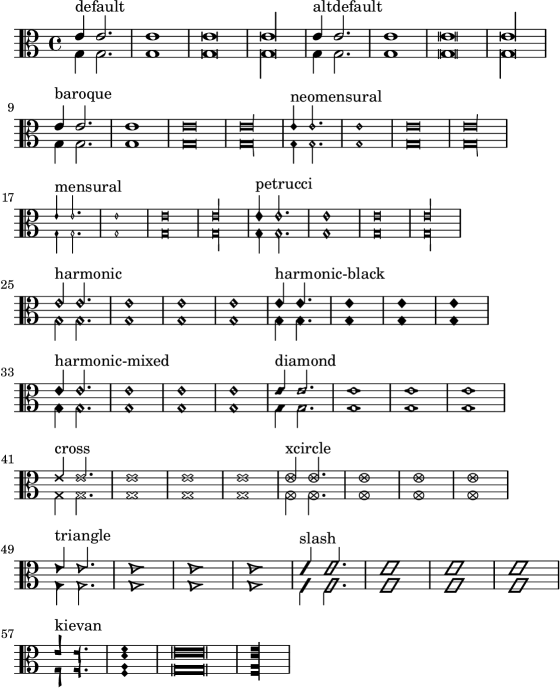 default altdefault
9 baroque neomensural
17 mensural petrucci
25 harmonic harmonic-black
33 harmonic-mixed diamond
41 cross xcircle
49 triangle slash
57 kievan